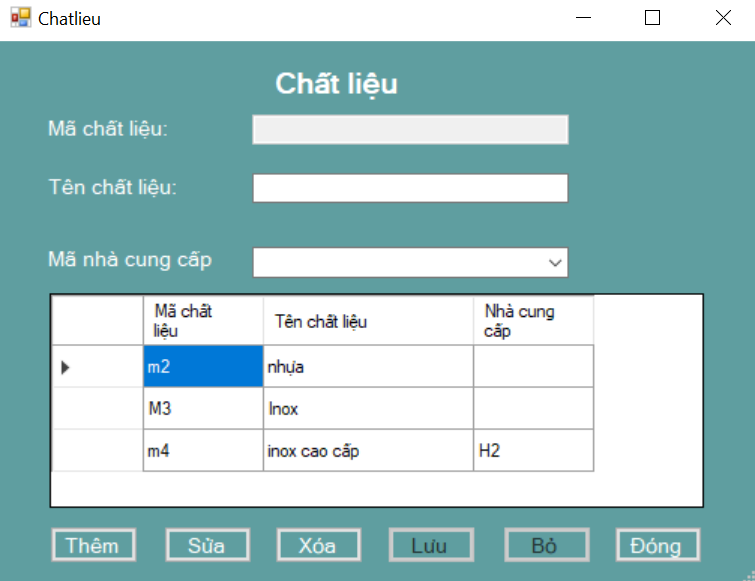 Chatlieu
Chất liệu
Mã chất liệu:
Tên chất liệu:
Mã nhà cung cấp
Mã chất liệu Tên chất liệu Nhà cung cấp
m2 nhựa
M3 Inox
m4 inox cao cấp H2
Thêm Sửa Xóa Lưu Bỏ Đóng